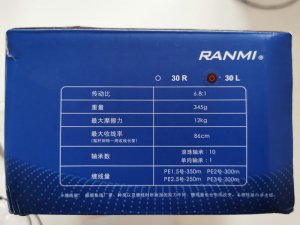 RANMI®
30 R 30 L
传动比 6.8:1
重量 345g
最大摩擦力 12kg
最大收线率 86cm
轴承数 滚珠轴承：10
单向轴承：1
缠线量 PE1.5号-350m PE2号-300m
PE2.5号-250m PE3号-200m